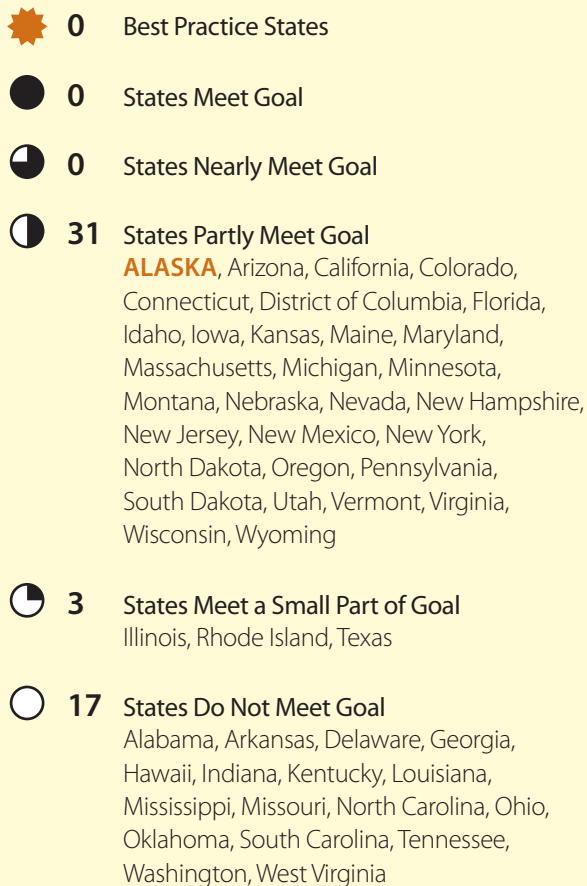 0 Best Practice States
0 States Meet Goal
0 States Nearly Meet Goal
31 States Partly Meet Goal
ALASKA, Arizona, California, Colorado,
Connecticut, District of Columbia, Florida,
Idaho, Iowa, Kansas, Maine, Maryland,
Massachusetts, Michigan, Minnesota,
Montana, Nebraska, Nevada, New Hampshire,
New Jersey, New Mexico, New York,
North Dakota, Oregon, Pennsylvania,
South Dakota, Utah, Vermont, Virginia,
Wisconsin, Wyoming
3 States Meet a Small Part of Goal
Illinois, Rhode Island, Texas
17 States Do Not Meet Goal
Alabama, Arkansas, Delaware, Georgia,
Hawaii, Indiana, Kentucky, Louisiana,
Mississippi, Missouri, North Carolina, Ohio,
Oklahoma, South Carolina, Tennessee,
Washington, West Virginia